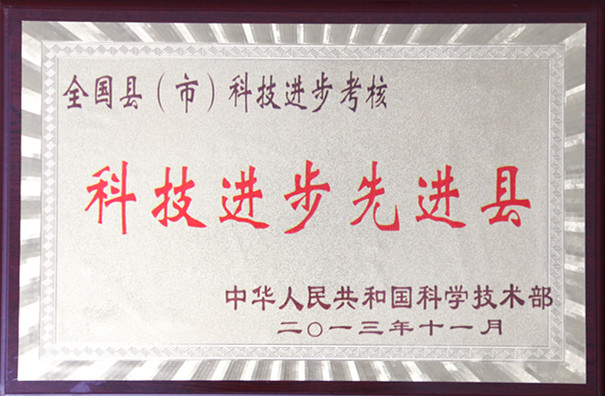 全国县（市）科技进步考核
科技进步先进县
中华人民共和国科学技术部
二〇一三年十一月